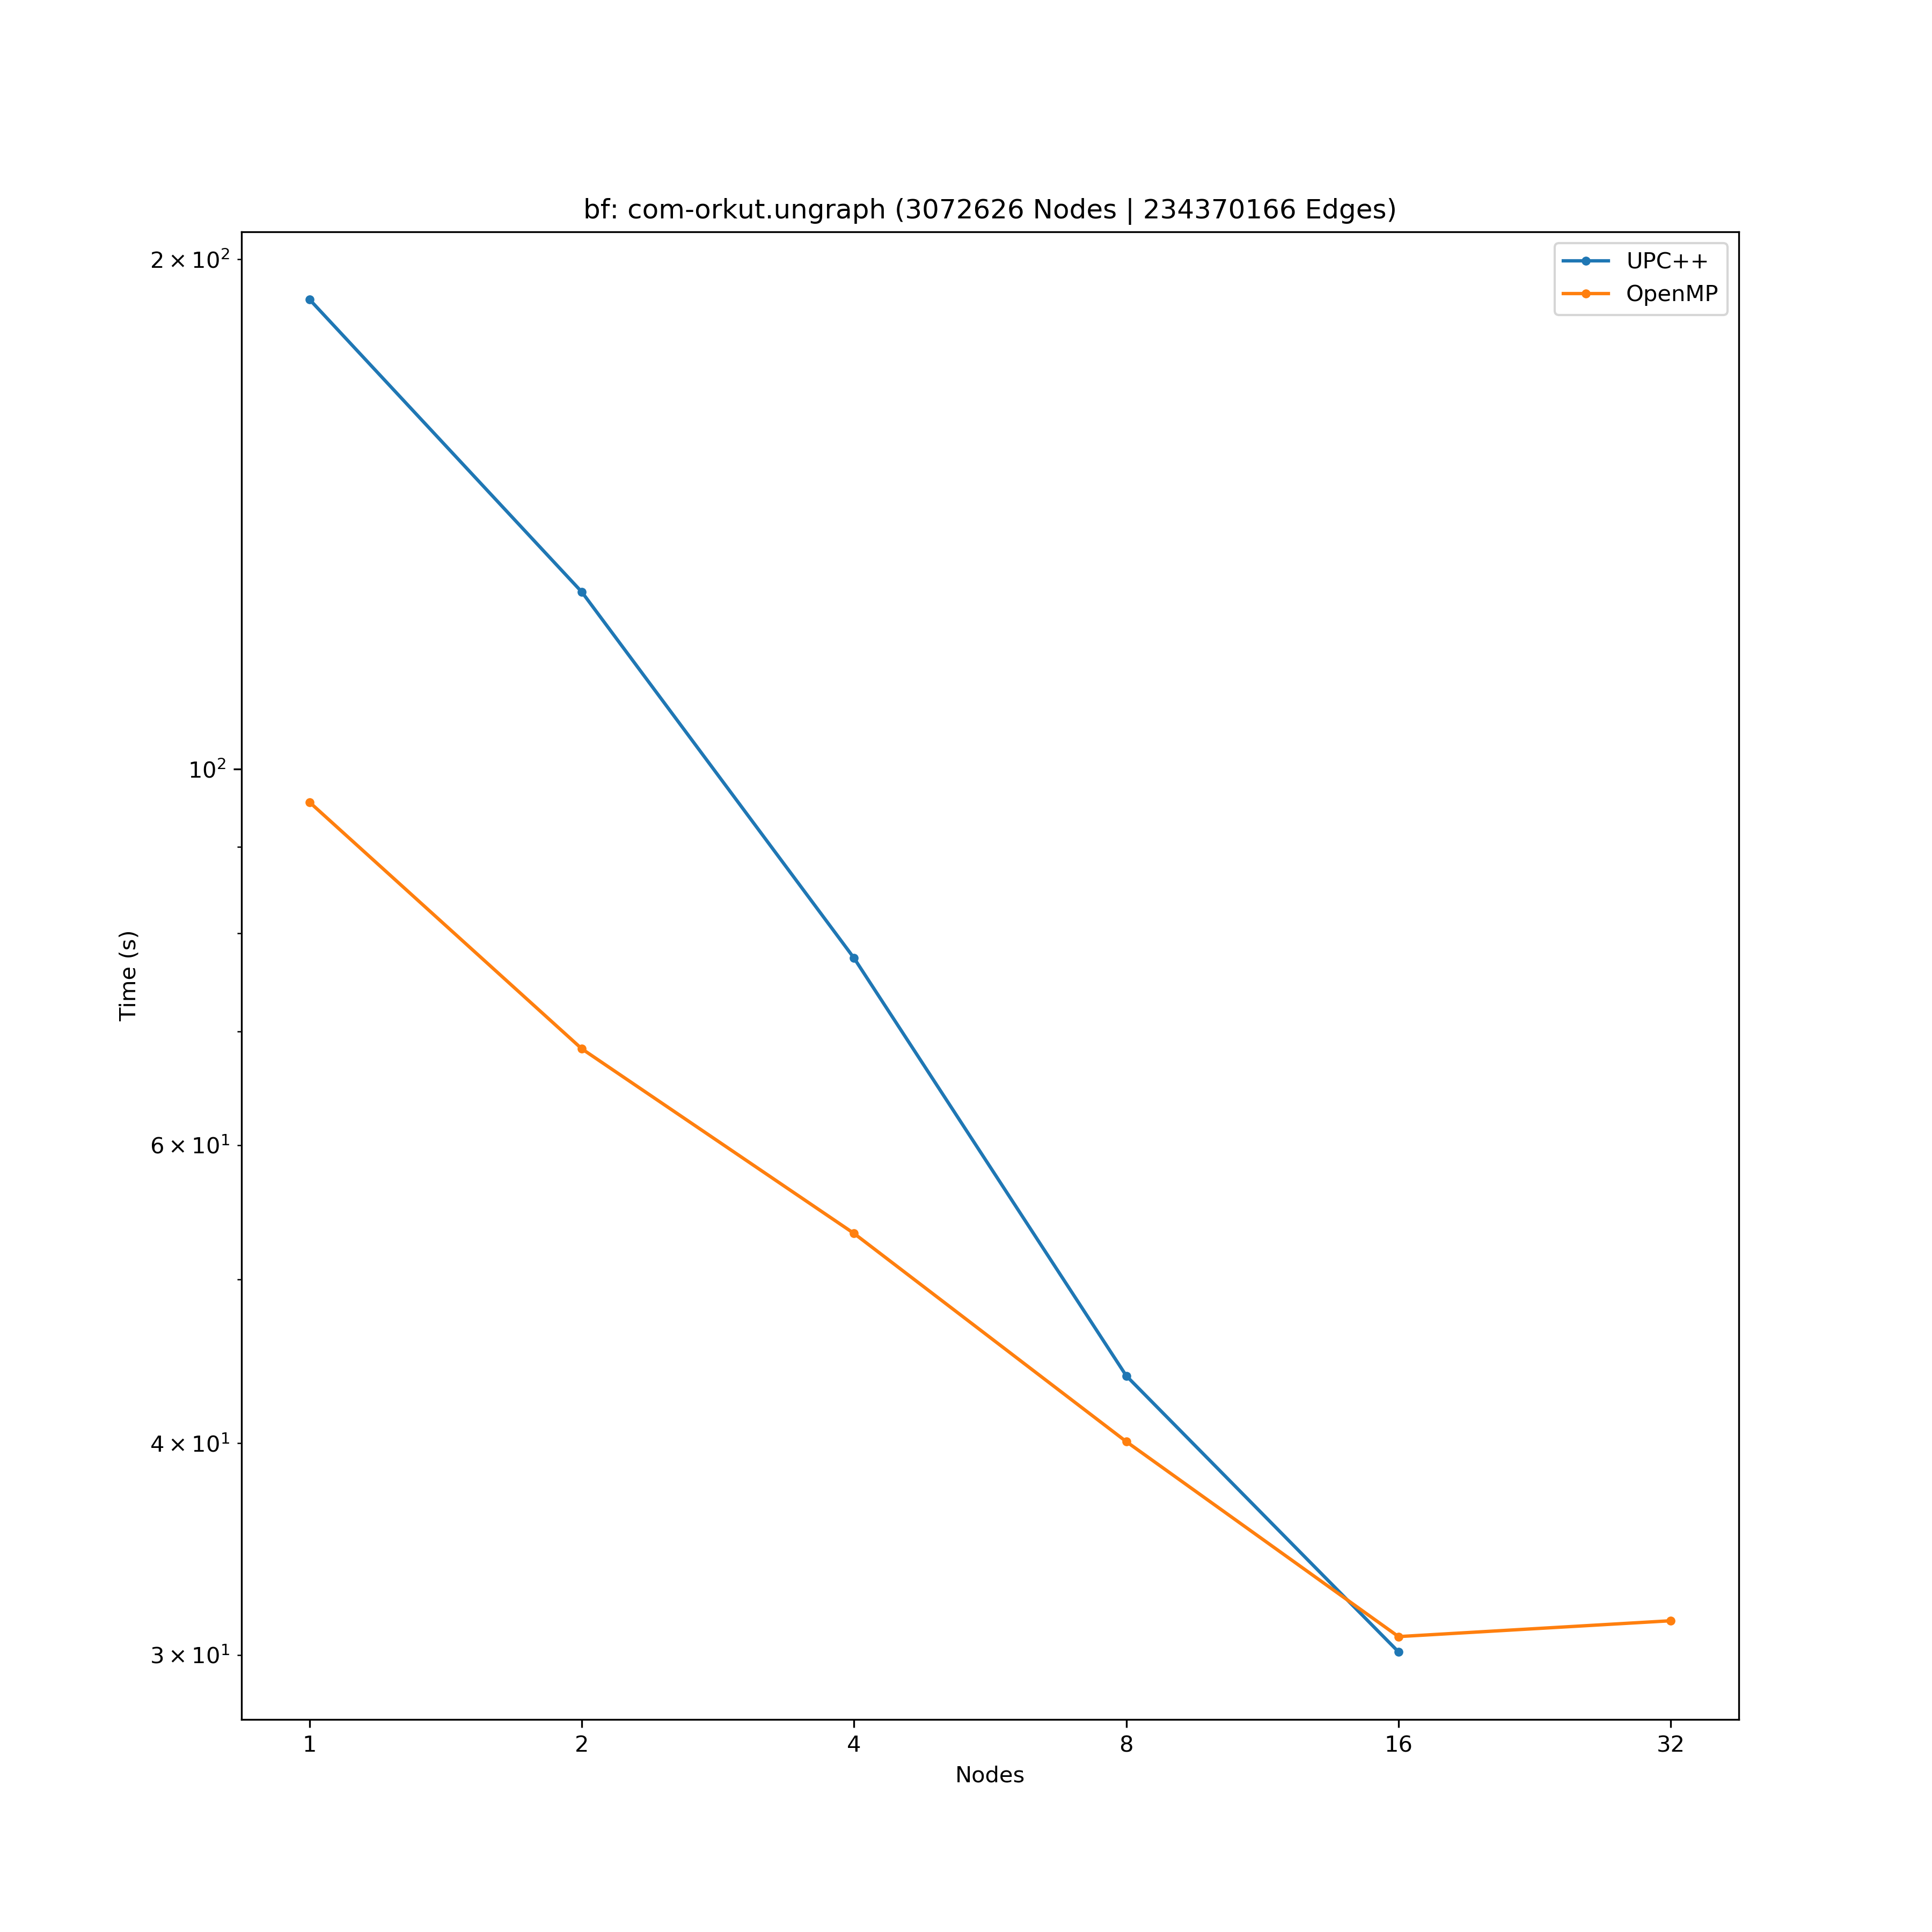 bf: com-orkut.ungraph (3072626 Nodes | 234370166 Edges)
UPC++
OpenMP
2 × 10²
10²
6 × 10¹
4 × 10¹
3 × 10¹
Time (s)
1 2 4 8 16 32
Nodes